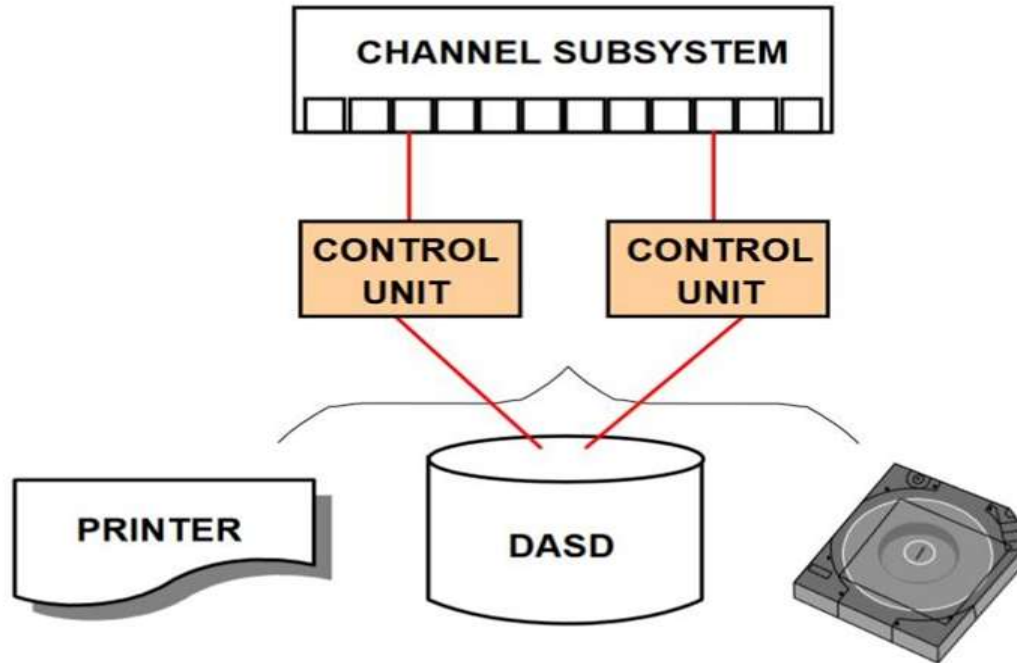 CHANNEL SUBSYSTEM
CONTROL
UNIT
CONTROL
UNIT
PRINTER
DASD